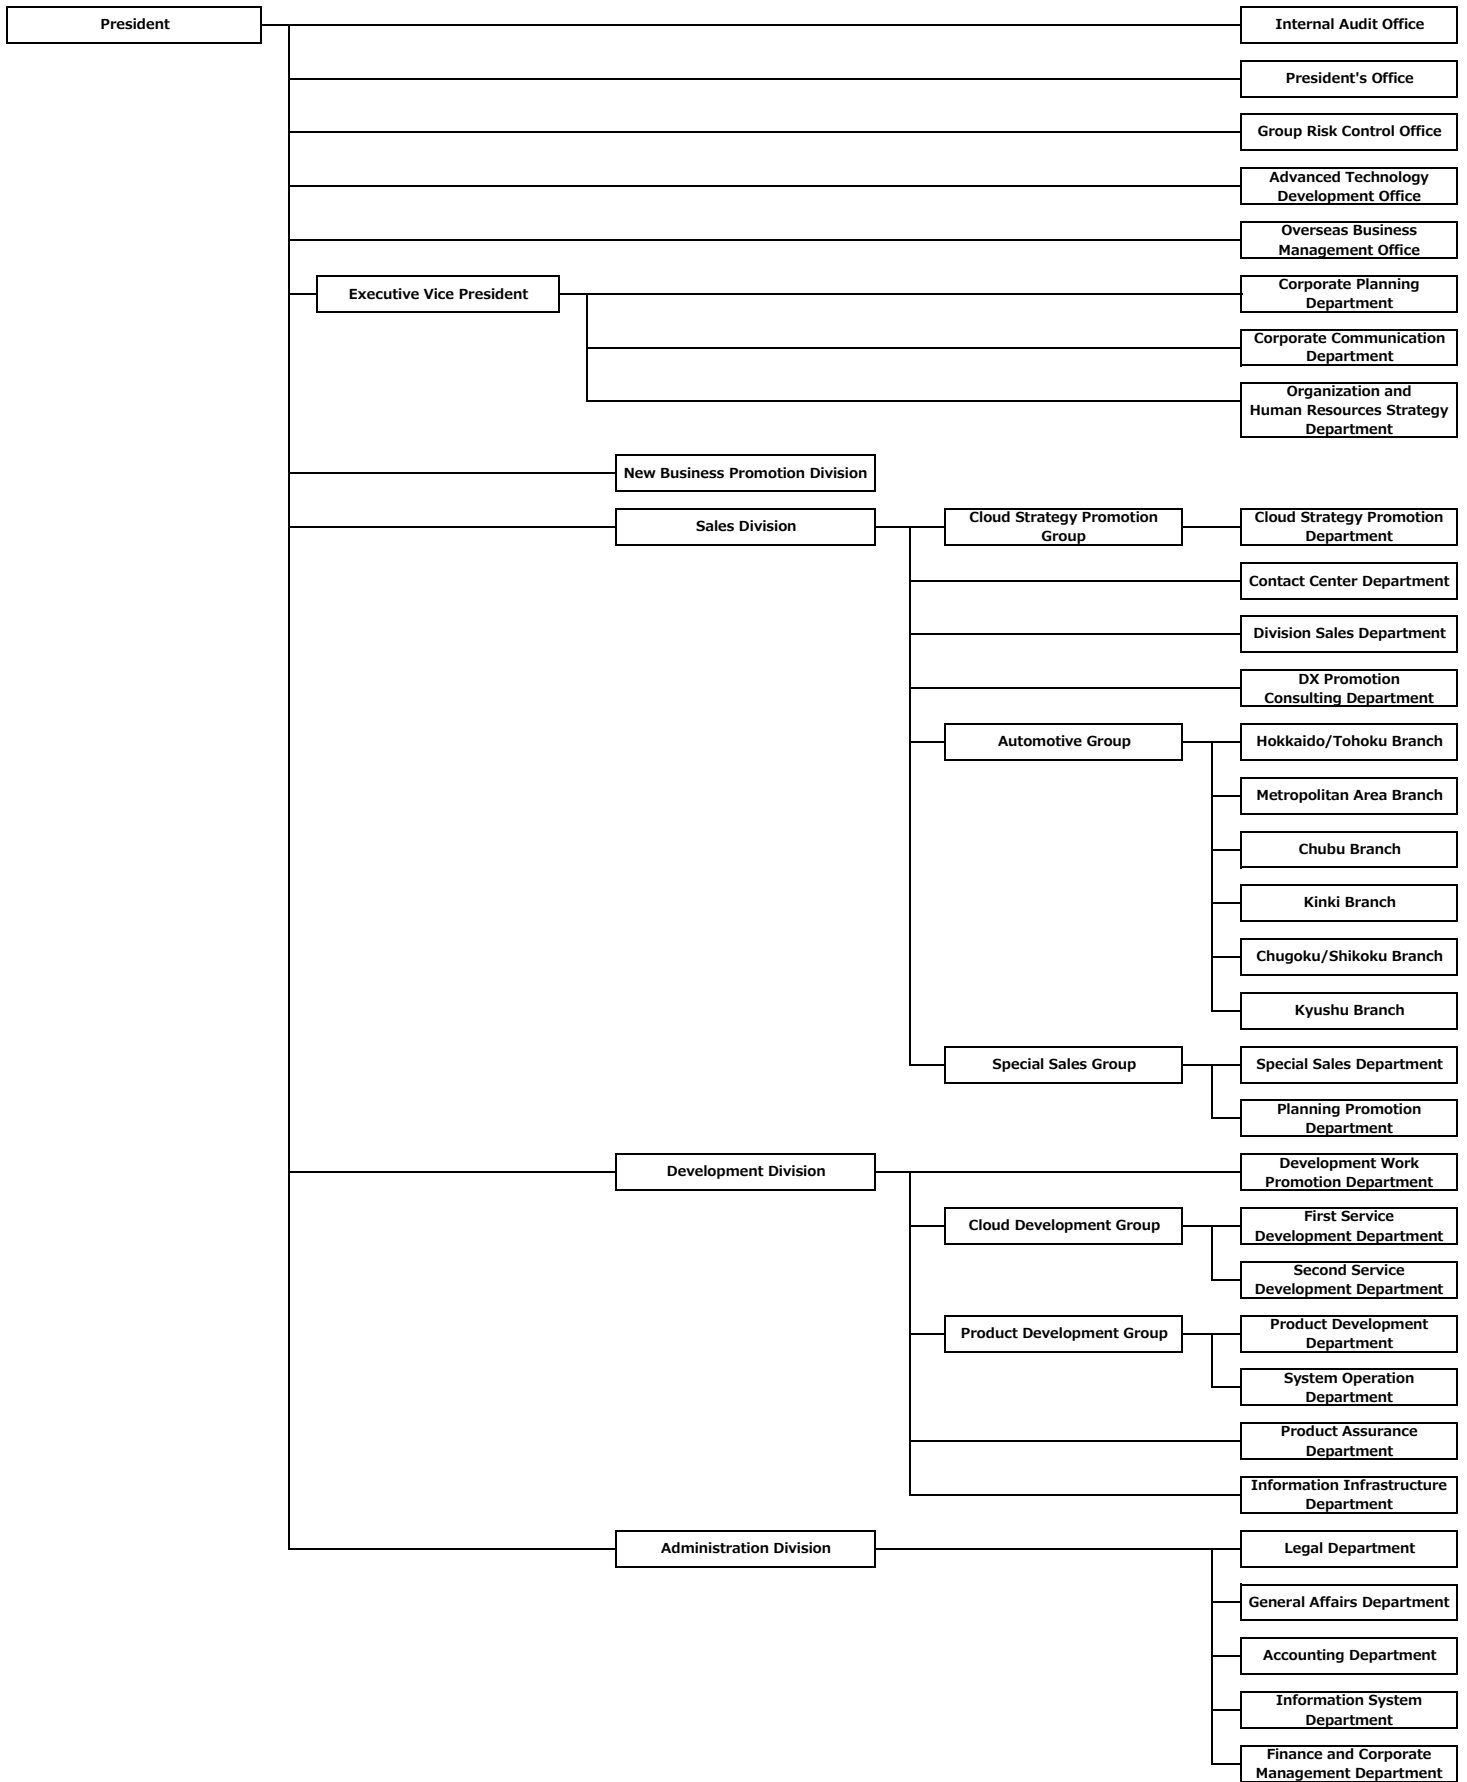 President
Internal Audit Office
President's Office
Group Risk Control Office
Advanced Technology
Development Office
Overseas Business
Management Office
Executive Vice President
Corporate Planning
Department
Corporate Communication
Department
Organization and
Human Resources Strategy
Department
New Business Promotion Division
Sales Division
Cloud Strategy Promotion
Group
Cloud Strategy Promotion
Department
Contact Center Department
Division Sales Department
DX Promotion
Consulting Department
Automotive Group
Hokkaido/Tohoku Branch
Metropolitan Area Branch
Chubu Branch
Kinki Branch
Chugoku/Shikoku Branch
Kyushu Branch
Special Sales Group
Special Sales Department
Planning Promotion
Department
Development Division
Development Work
Promotion Department
Cloud Development Group
First Service
Development Department
Second Service
Development Department
Product Development Group
Product Development
Department
System Operation
Department
Product Assurance
Department
Information Infrastructure
Department
Administration Division
Legal Department
General Affairs Department
Accounting Department
Information System
Department
Finance and Corporate
Management Department